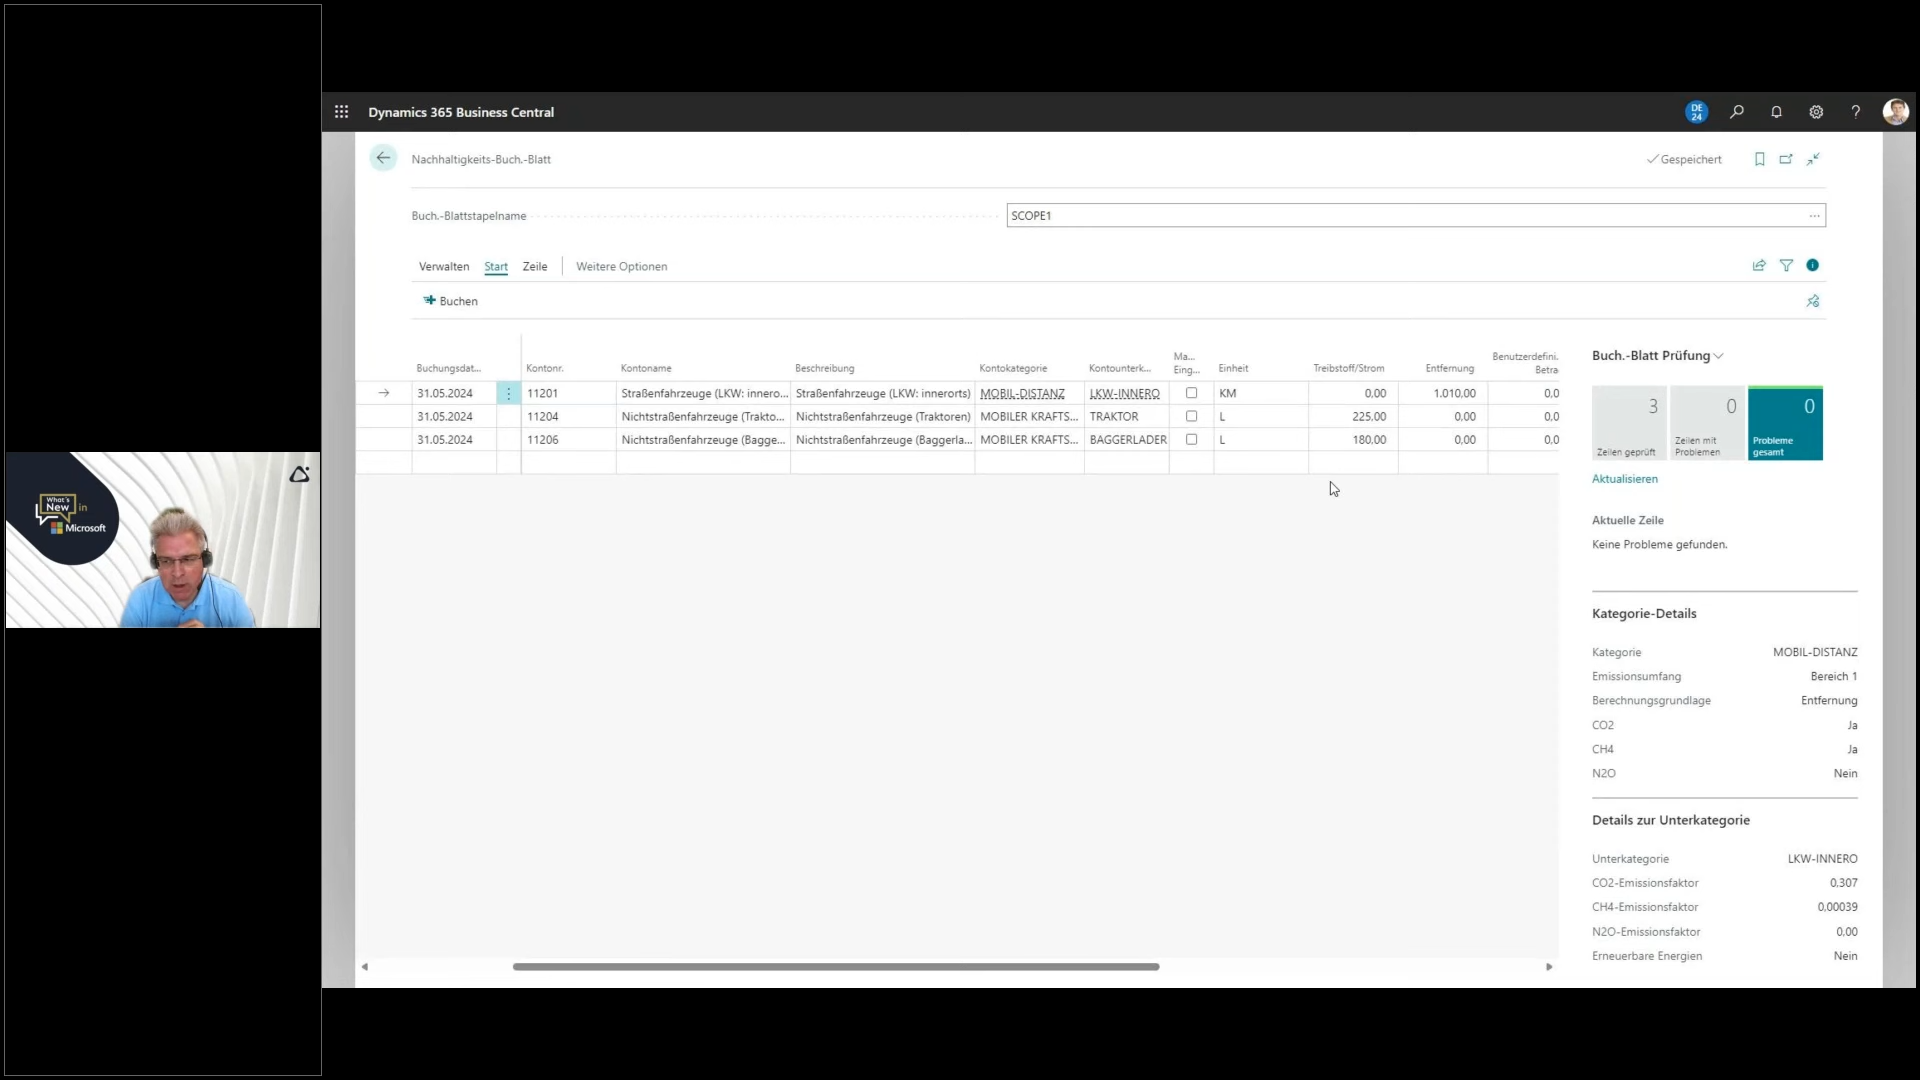 Dynamics 365 Business Central
DE
24
?
Nachhaltigkeits-Buch.-Blatt
Gespeichert
Buch.-Blattstapelname
SCOPE1
...
Verwalten Start Zeile Weitere Optionen
Buchen
Buchungsdat... Kontonr. Kontoname Beschreibung Kontokategorie Kontounterk... Ma... Eing... Einheit Treibstoff/Strom Entfernung Benutzerdefini. Betra
31.05.2024 11201 Straßenfahrzeuge (LKW: innero... Straßenfahrzeuge (LKW: innerorts) MOBIL-DISTANZ LKW-INNERO KM 0,00 1.010,00 0,0
31.05.2024 11204 Nichtstraßenfahrzeuge (Trakto... Nichtstraßenfahrzeuge (Traktoren) MOBILER KRAFTS... TRAKTOR L 225,00 0,00 0,0
31.05.2024 11206 Nichtstraßenfahrzeuge (Bagge... Nichtstraßenfahrzeuge (Baggerla... MOBILER KRAFTS... BAGGERLADER L 180,00 0,00 0,0
Buch.-Blatt Prüfung
3 0 0
Zeilen geprüft
Zeilen mit Problemen
Probleme gesamt
Aktualisieren
Aktuelle Zeile
Keine Probleme gefunden.
Kategorie-Details
Kategorie MOBIL-DISTANZ
Emissionsumfang Bereich 1
Berechnungsgrundlage Entfernung
CO2 Ja
CH4 Ja
N2O Nein
Details zur Unterkategorie
Unterkategorie LKW-INNERO
CO2-Emissionsfaktor 0,307
CH4-Emissionsfaktor 0,00039
N2O-Emissionsfaktor 0,00
Erneuerbare Energien Nein
What's
New in
Microsoft